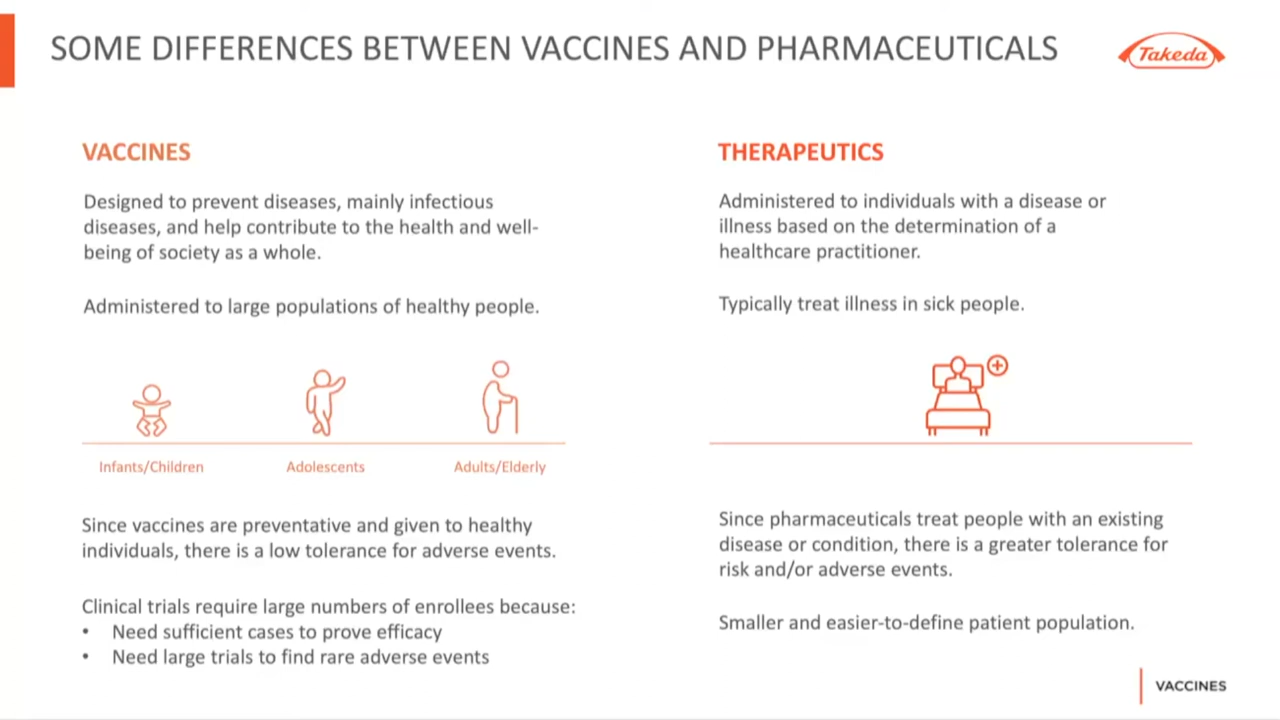 SOME DIFFERENCES BETWEEN VACCINES AND PHARMACEUTICALS
Takeda
VACCINES
Designed to prevent diseases, mainly infectious
diseases, and help contribute to the health and well-
being of society as a whole.
Administered to large populations of healthy people.
Infants/Children
Adolescents
Adults/Elderly
Since vaccines are preventative and given to healthy
individuals, there is a low tolerance for adverse events.
Clinical trials require large numbers of enrollees because:
• Need sufficient cases to prove efficacy
• Need large trials to find rare adverse events
THERAPEUTICS
Administered to individuals with a disease or
illness based on the determination of a
healthcare practitioner.
Typically treat illness in sick people.
Since pharmaceuticals treat people with an existing
disease or condition, there is a greater tolerance for
risk and/or adverse events.
Smaller and easier-to-define patient population.
VACCINES